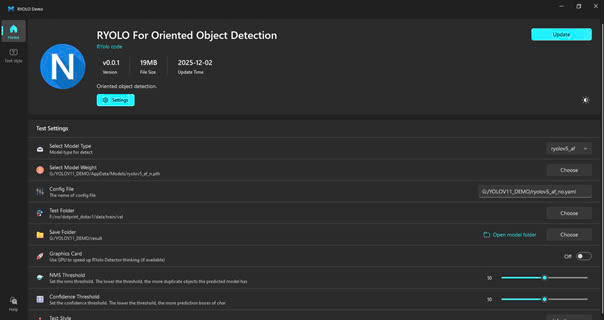 RYOLO Demo
Home
Test style
Help
N
RYOLO For Oriented Object Detection
RYolo code
Update
v0.0.1
19MB
2025-12-02
Version
File Size
Update Time
Oriented object detection.
Settings
Test Settings
Select Model Type
Model type for detect
ryolov5_af
Select Model Weight
G:/YOLOV11_DEMO/AppData/Models/ryolov5_af_n.pth
Choose
Config File
The name of config file
G:/YOLOV11_DEMO/ryolov5_af_no.yaml
Test Folder
F:/no/dotprint_dotav1/data/train/val
Choose
Save Folder
G:/YOLOV11_DEMO/result
Open model folder
Choose
Graphics Card
Use GPU to speed up RYolo Detector thinking (if available)
Off
NMS Threshold
Set the nms threshold. The lower the threshold, the more duplicate objects the predicted model has
50
Confidence Threshold
Set the confidence threshold. The lower the threshold, the more prediction boxes of char
50
Test Style